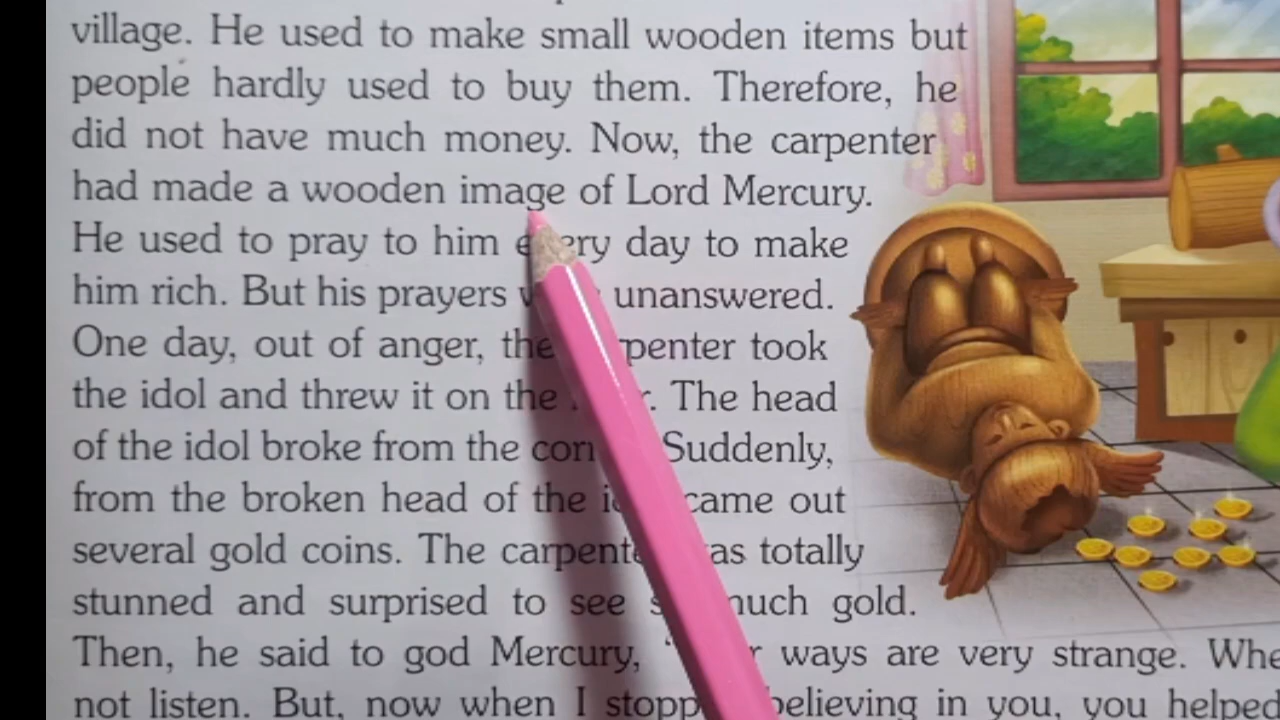 village. He used to make small wooden items but
people hardly used to buy them. Therefore, he
did not have much money. Now, the carpenter
had made a wooden image of Lord Mercury.
He used to pray to him every day to make
him rich. But his prayers unanswered.
One day, out of anger, the carpenter took
the idol and threw it on the The head
of the idol broke from the Suddenly,
from the broken head of the came out
several gold coins. The carpenter was totally
stunned and surprised to see much gold.
Then, he said to god Mercury, ways are very strange.
not listen. But, now when I believing in you, you helped